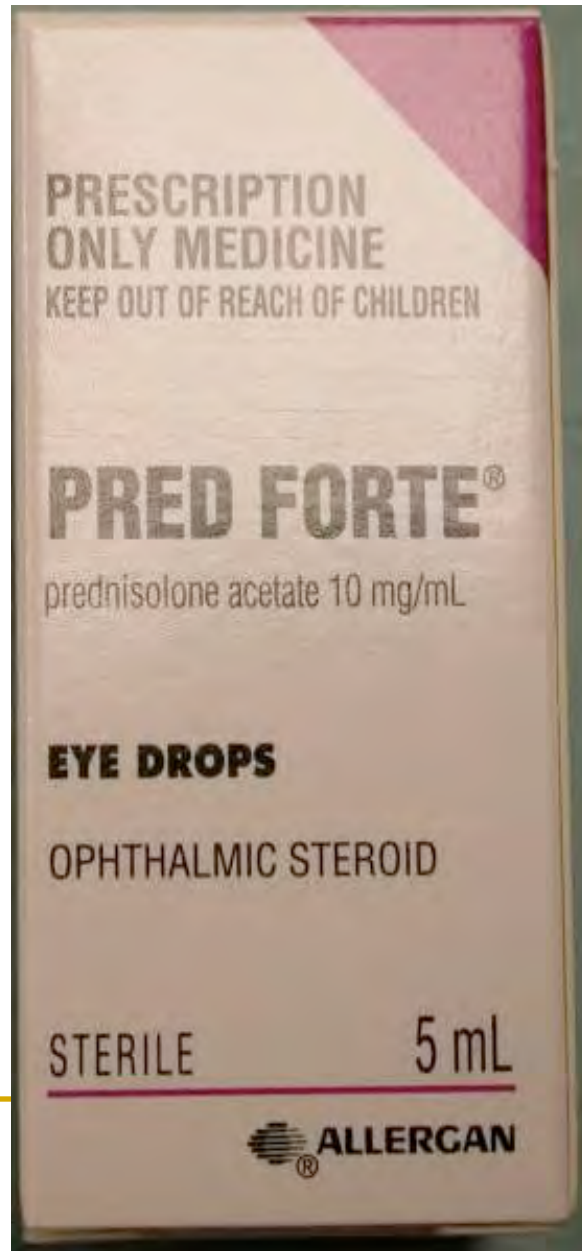 PRESCRIPTION
ONLY MEDICINE
KEEP OUT OF REACH OF CHILDREN
PRED FORTE®
prednisolone acetate 10 mg/mL
EYE DROPS
OPHTHALMIC STEROID
STERILE 5 mL
® ALLERGAN